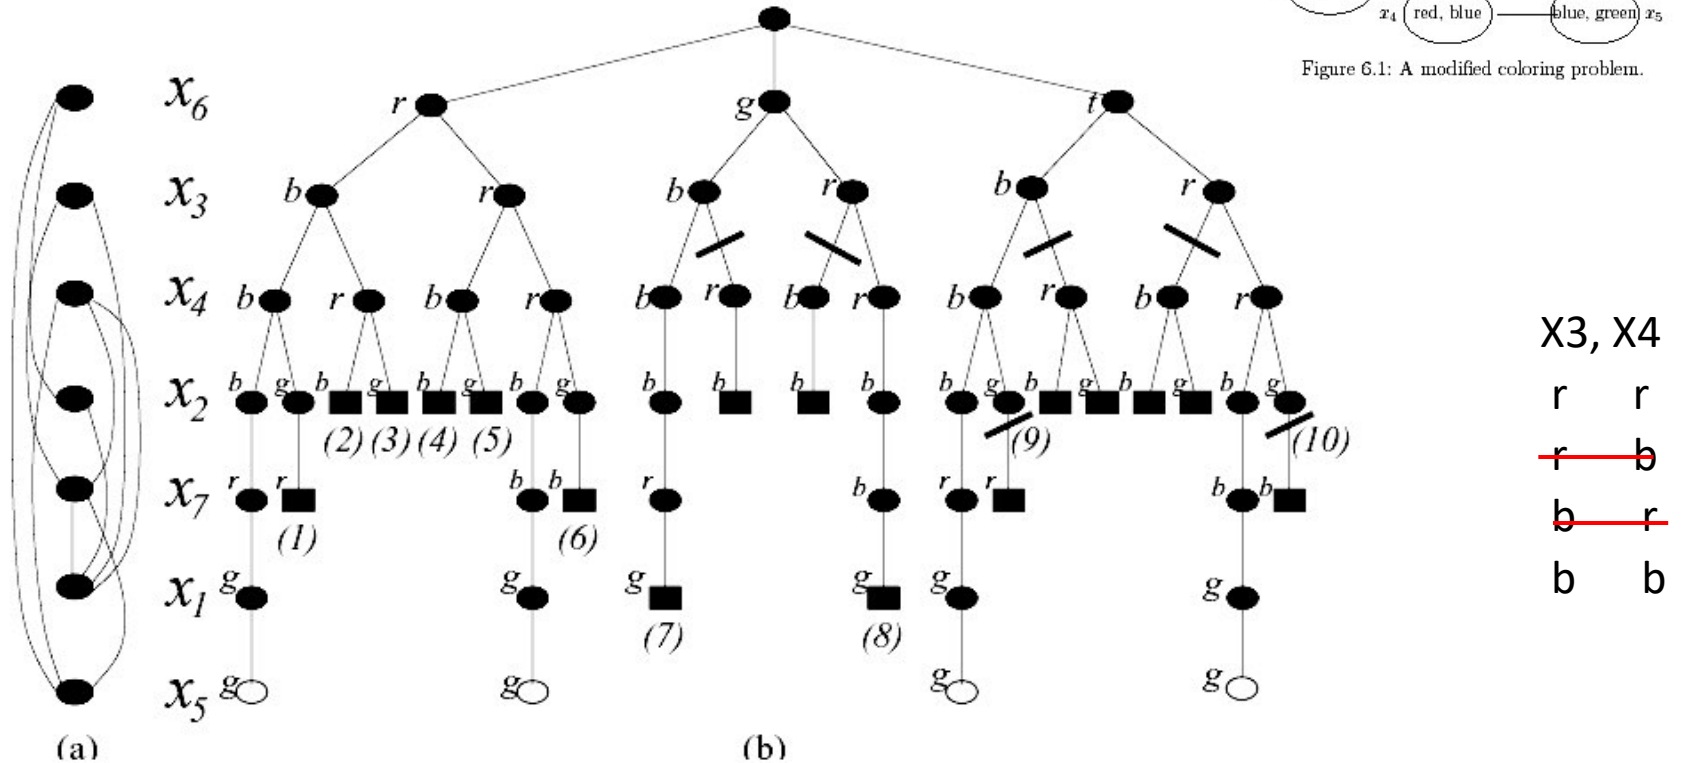 x4 red, blue blue, green x5
Figure 6.1: A modified coloring problem.
x6 r g t
x3 b r b r b r
x4 b r b r b r b r b r b r
x2 b g b g b g b g b b b b b g b g b g b g
(2) (3) (4) (5) (9) (10)
x7 r r b b r b r r b b
(1) (6)
x1 g g g g g g
(7) (8)
x5 g g g g
(a) (b)
X3, X4
r r
r b
b r
b b